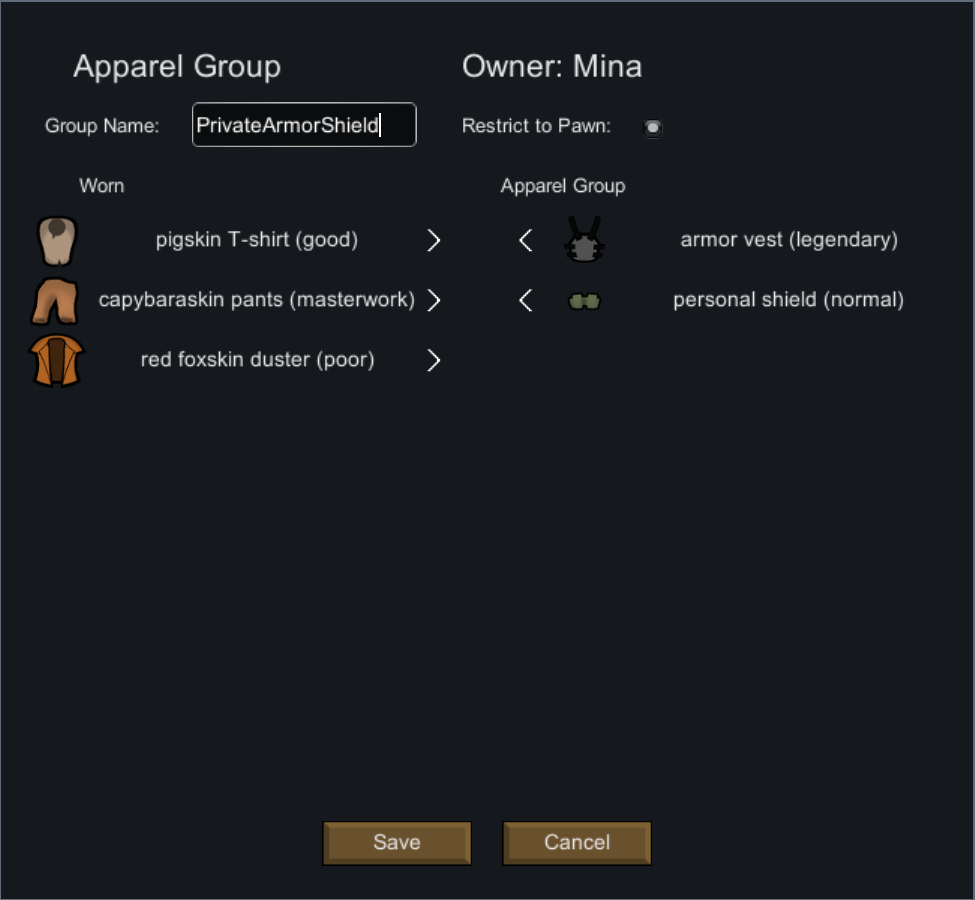 Apparel Group
Owner: Mina
Group Name:
PrivateArmorShield
Restrict to Pawn:
Worn
Apparel Group
pigskin T-shirt (good)
armor vest (legendary)
capybaraskin pants (masterwork)
personal shield (normal)
red foxskin duster (poor)
Save
Cancel